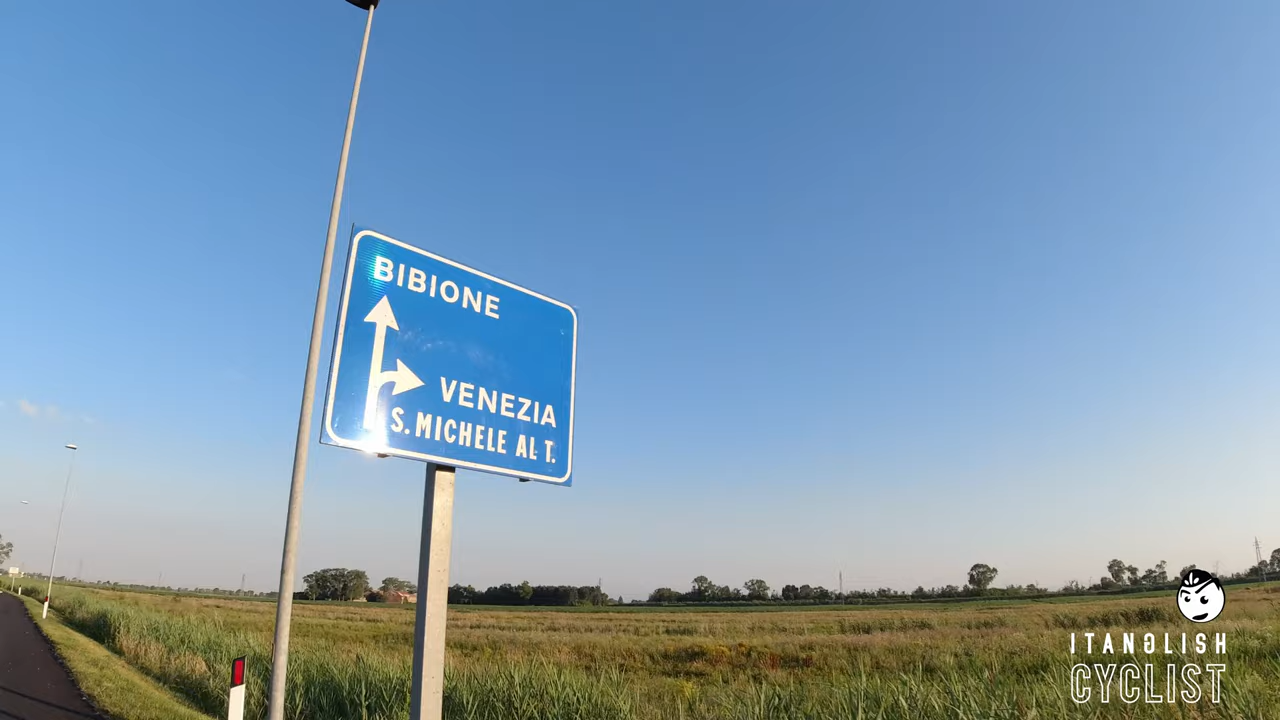 BIBIONE
VENEZIA
S. MICHELE AL T.
ITANGLISH
CYCLIST